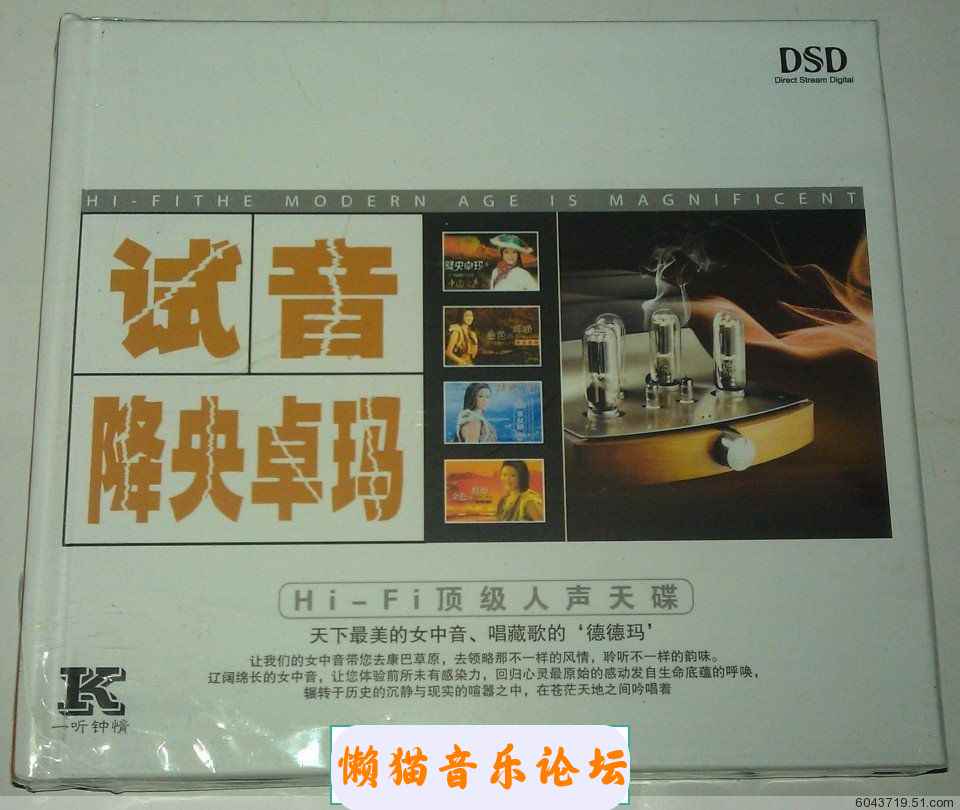 DSD
Direct Stream Digital
HI-FITHE MODERN AGE IS MAGNIFICENT
试音
降央卓玛
降央卓玛
Hi-Fi顶级人声天碟
天下最美的女中音、唱藏歌的‘德德玛’
让我们的女中音带您去康巴草原，去领略那不一样的风情，聆听不一样的韵味。
辽阔绵长的女中音，让您体验前所未有感染力，回归心灵最原始的感动发自生命底蕴的呼唤，
辗转于历史的沉静与现实的喧嚣之中，在苍茫天地之间吟唱着
K
一听钟情
懒猫音乐论坛
6043719.51.com